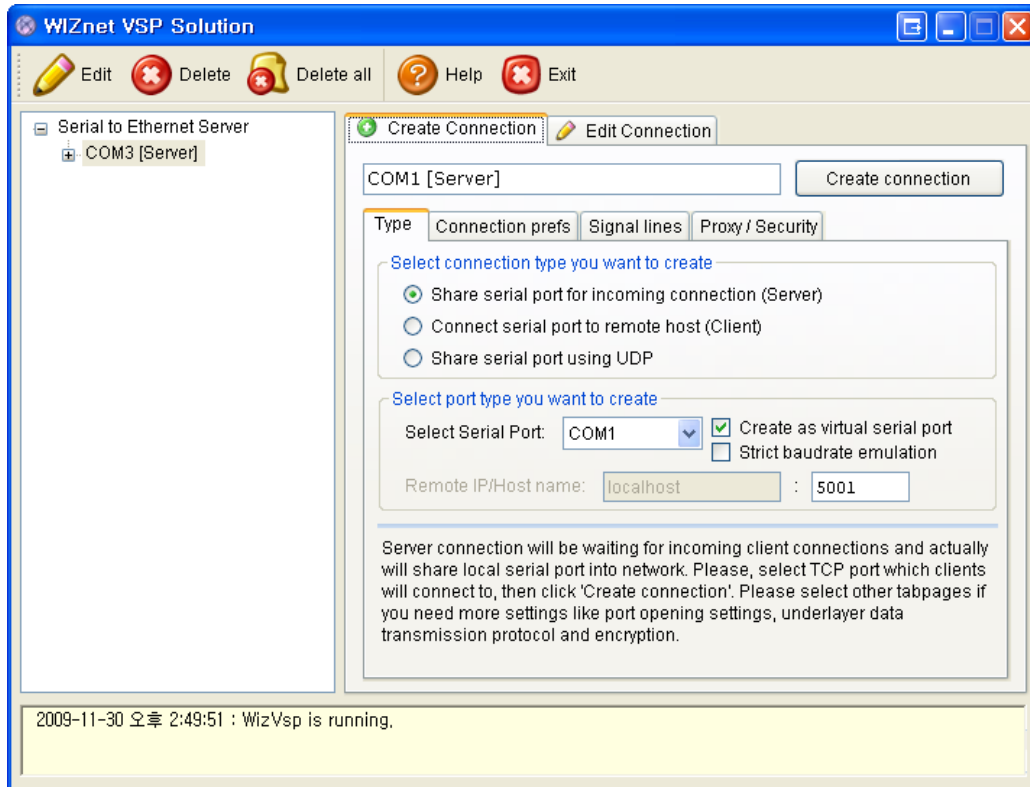 WIZnet VSP Solution
Edit Delete Delete all Help Exit
Serial to Ethernet Server
COM3 [Server]
Create Connection Edit Connection
COM1 [Server] Create connection
Type Connection prefs Signal lines Proxy / Security
Select connection type you want to create
Share serial port for incoming connection (Server)
Connect serial port to remote host (Client)
Share serial port using UDP
Select port type you want to create
Select Serial Port: COM1 Create as virtual serial port
Strict baudrate emulation
Remote IP/Host name: localhost : 5001
Server connection will be waiting for incoming client connections and actually
will share local serial port into network. Please, select TCP port which clients
will connect to, then click 'Create connection'. Please select other tabpages if
you need more settings like port opening settings, underlayer data
transmission protocol and encryption.
2009-11-30 오후 2:49:51 : WizVsp is running.